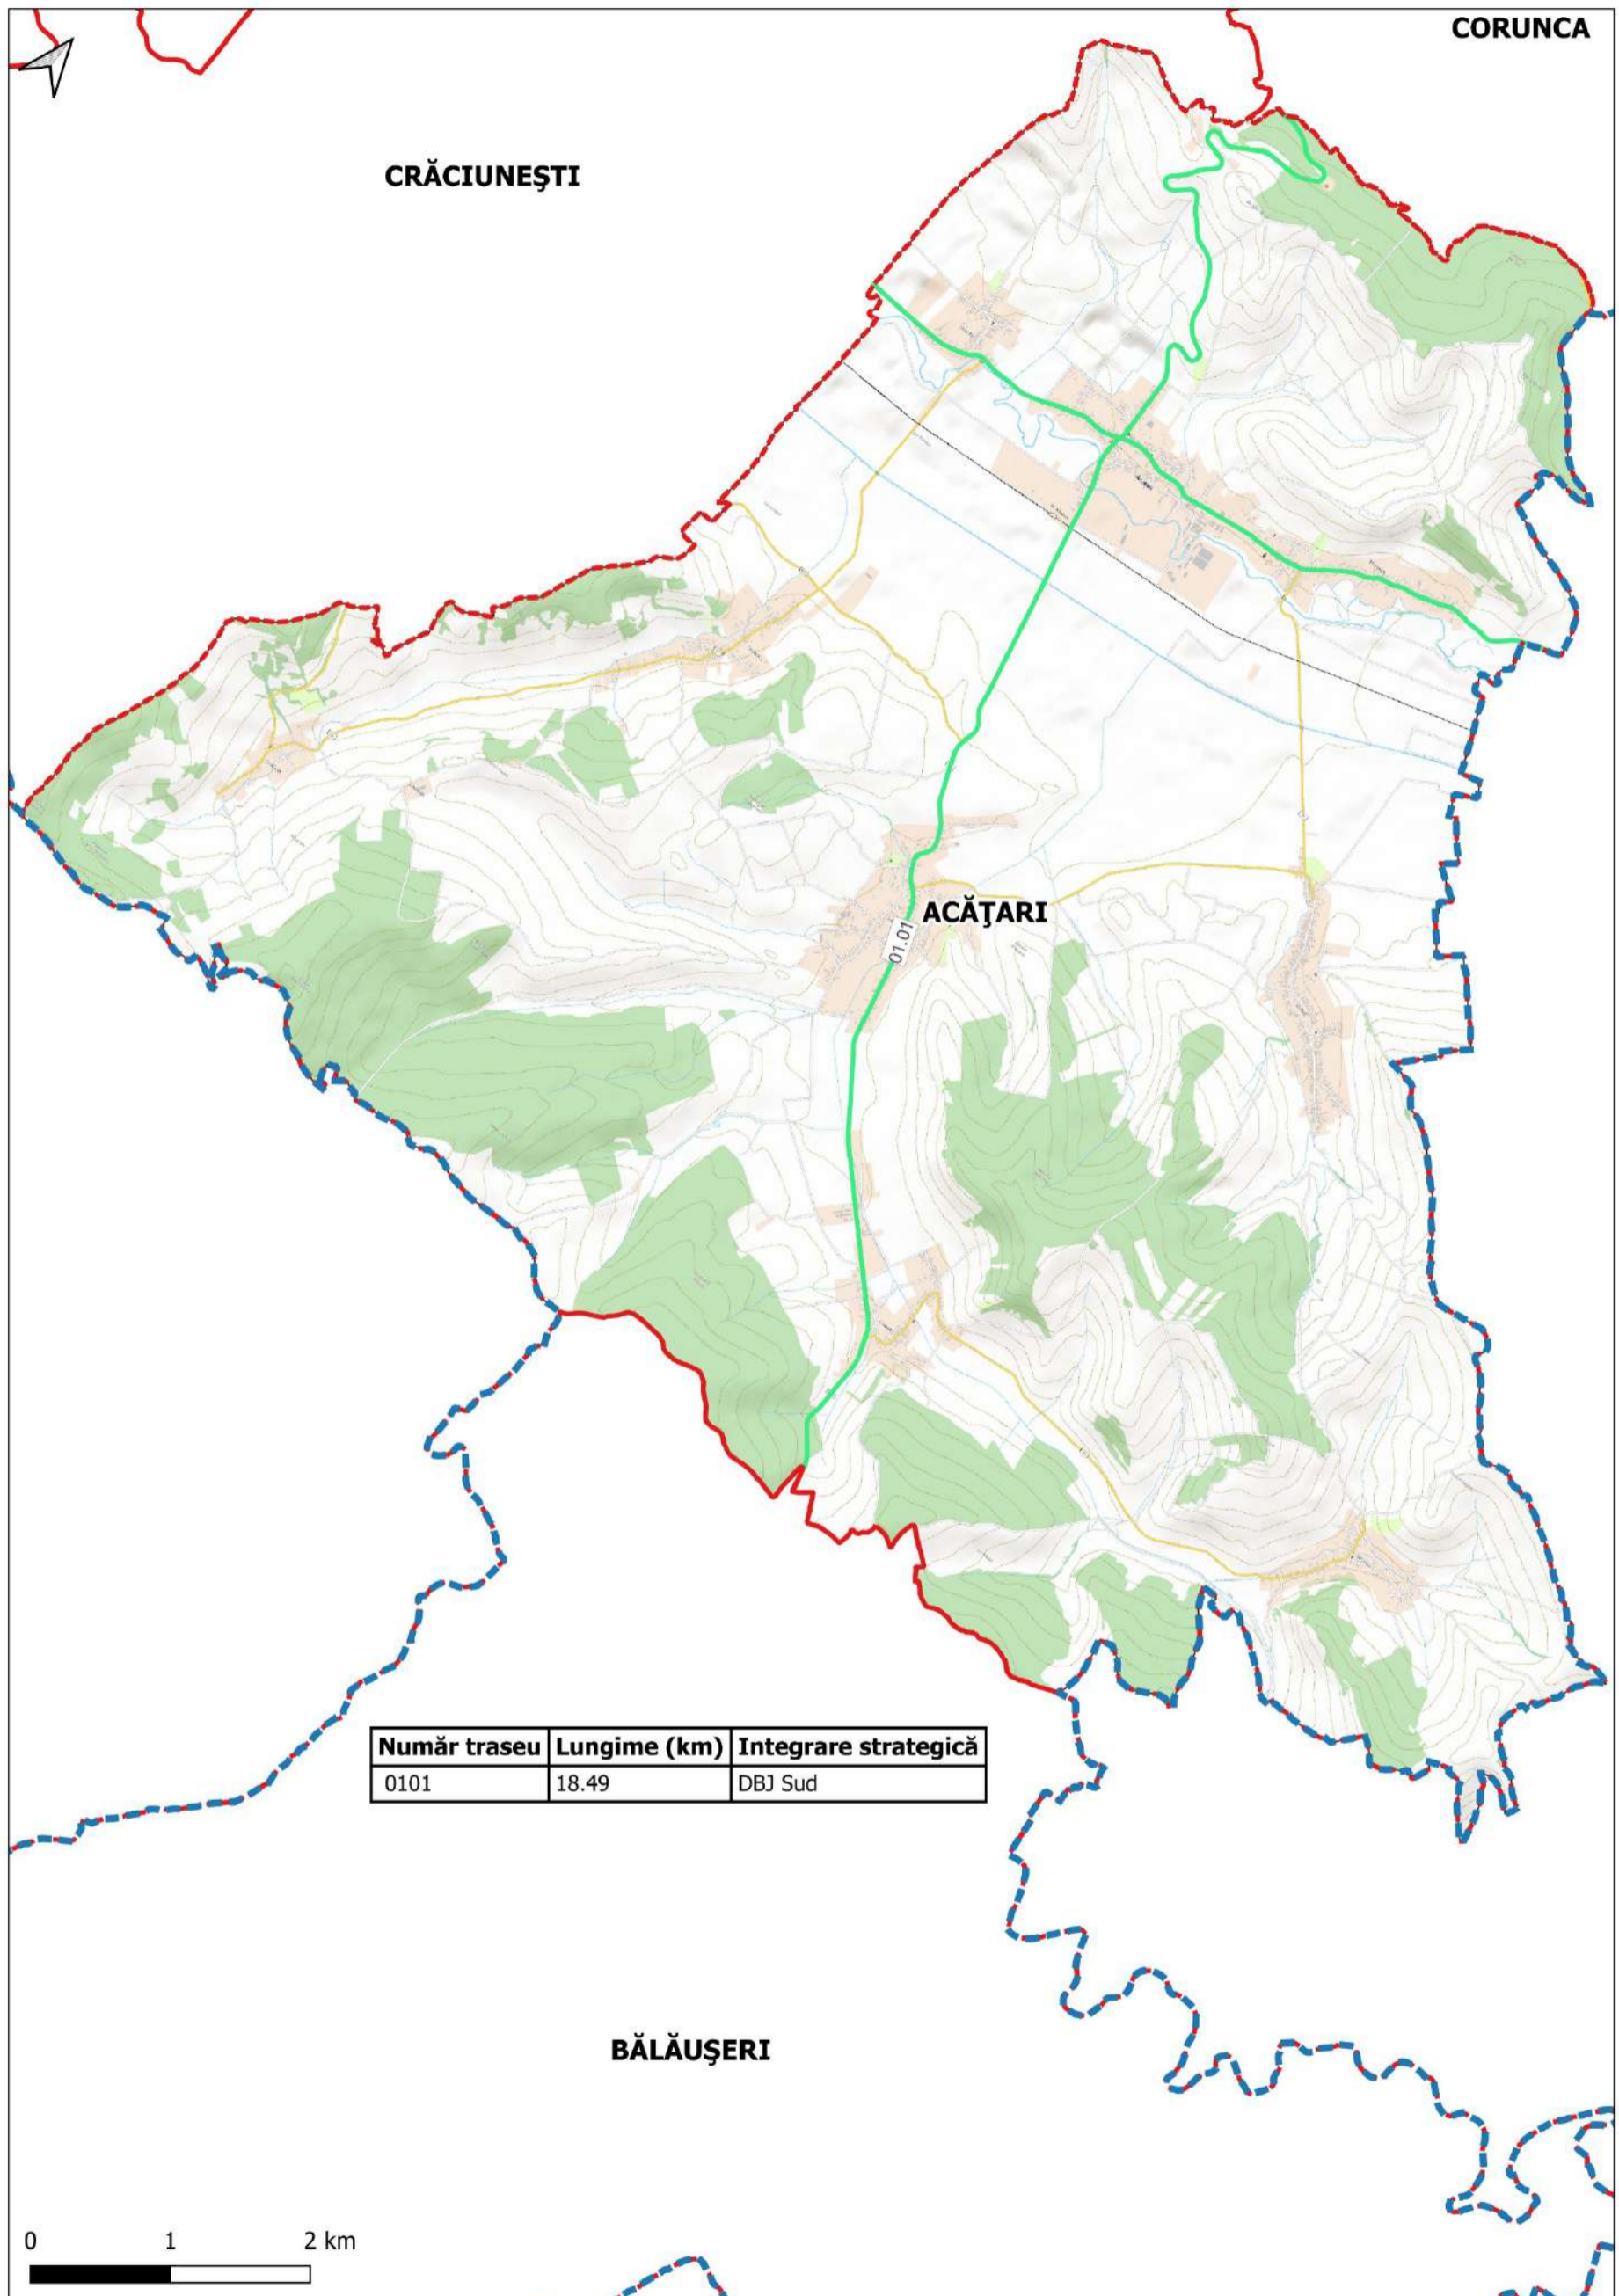 CORUNCA
CRĂCIUNEŞTI
ACĂŢARI
01.01
Număr traseu Lungime (km) Integrare strategică
0101 18.49 DBJ Sud
BĂLĂUŞERI
0 1 2 km